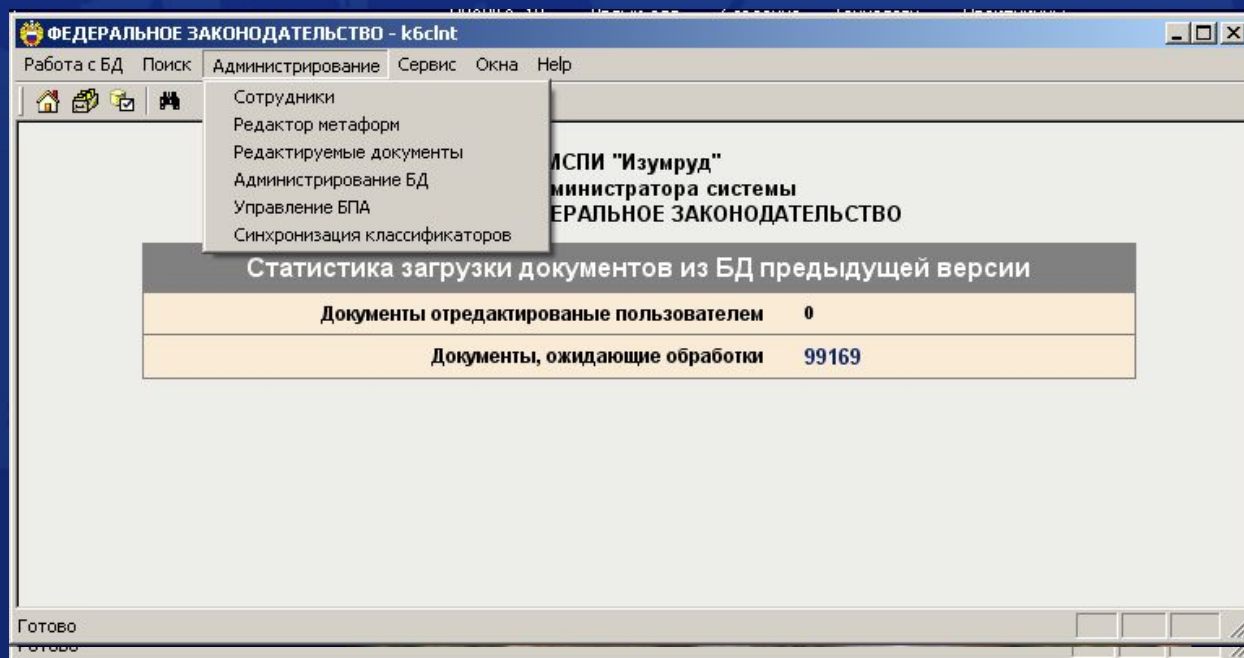 ФЕДЕРАЛЬНОЕ ЗАКОНОДАТЕЛЬСТВО - k6clnt
Работа с БД Поиск Администрирование Сервис Окна Help
Сотрудники
Редактор метаформ
Редактируемые документы
Администрирование БД
Управление БПА
Синхронизация классификаторов
МСПИ "Изумруд"
министратора системы
ЕРАЛЬНОЕ ЗАКОНОДАТЕЛЬСТВО
Статистика загрузки документов из БД предыдущей версии
Документы отредактированые пользователем 0
Документы, ожидающие обработки 99169
Готово